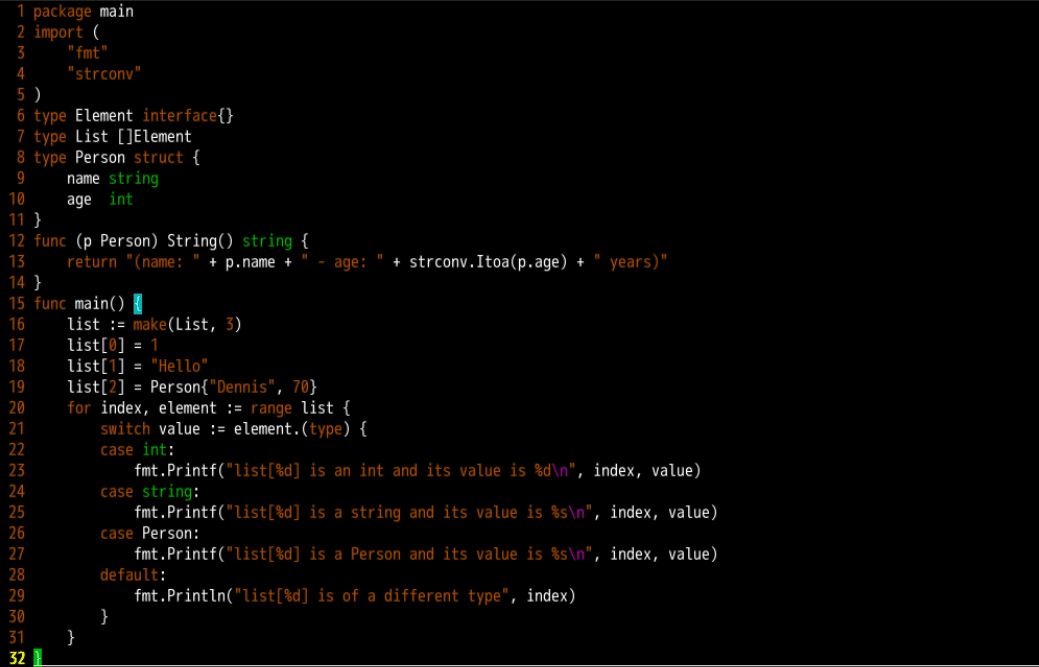 1 package main
2 import (
3     "fmt"
4     "strconv"
5 )
6 type Element interface{}
7 type List []Element
8 type Person struct {
9     name string
10     age  int
11 }
12 func (p Person) String() string {
13     return "(name: " + p.name + " - age: " + strconv.Itoa(p.age) + " years)"
14 }
15 func main() {
16     list := make(List, 3)
17     list[0] = 1
18     list[1] = "Hello"
19     list[2] = Person{"Dennis", 70}
20     for index, element := range list {
21         switch value := element.(type) {
22         case int:
23             fmt.Printf("list[%d] is an int and its value is %d\n", index, value)
24         case string:
25             fmt.Printf("list[%d] is a string and its value is %s\n", index, value)
26         case Person:
27             fmt.Printf("list[%d] is a Person and its value is %s\n", index, value)
28         default:
29             fmt.Println("list[%d] is of a different type", index)
30         }
31     }
32 }